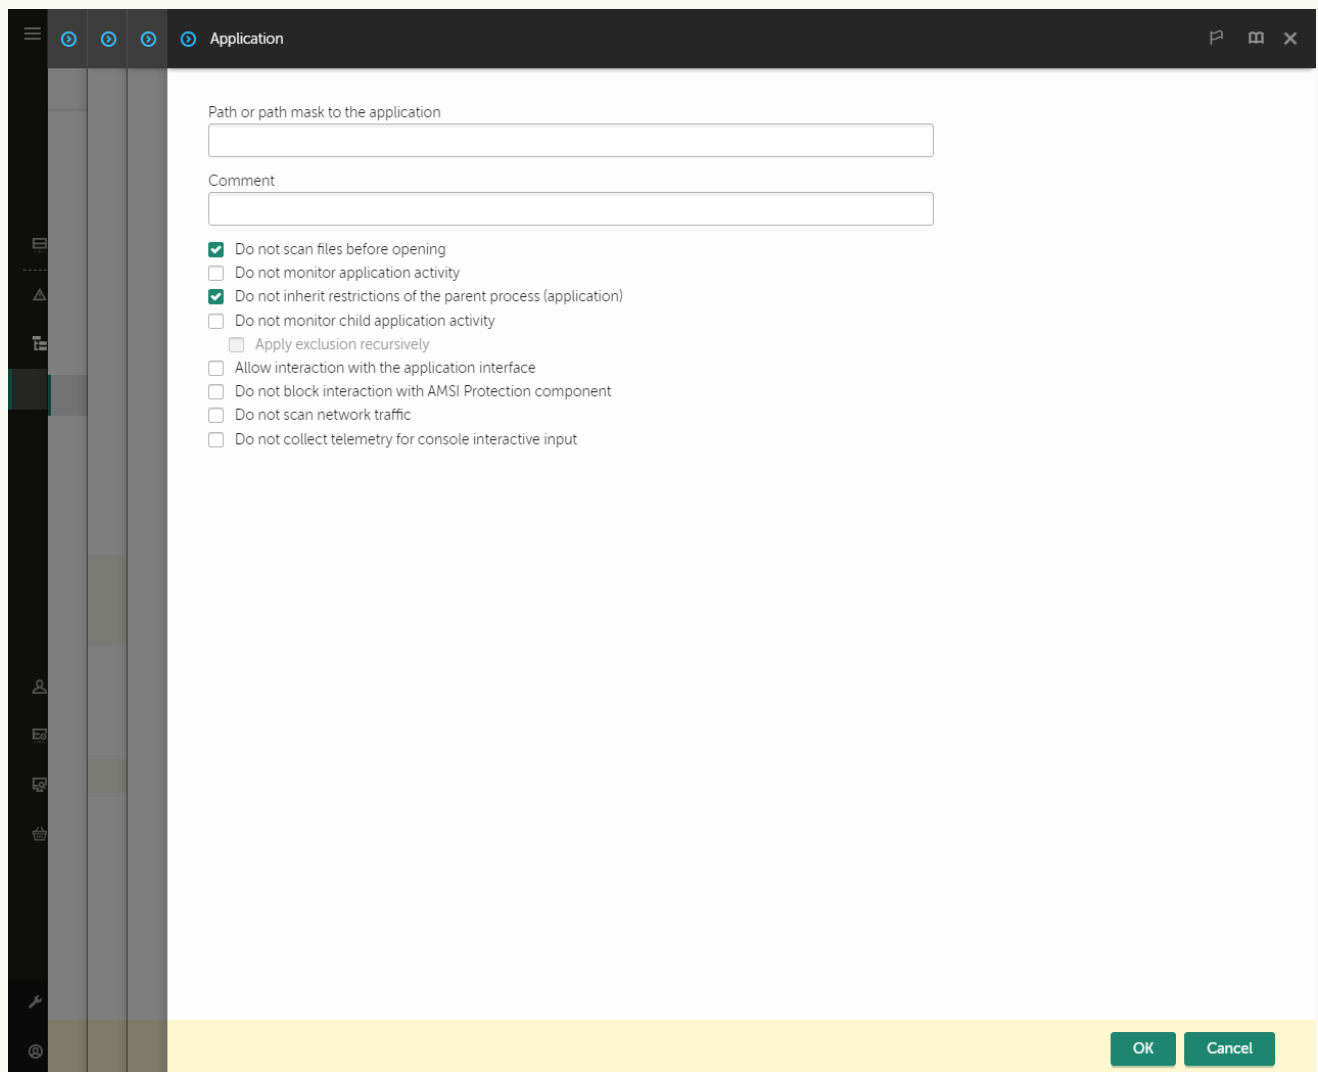 Application
Path or path mask to the application
Comment
Do not scan files before opening
Do not monitor application activity
Do not inherit restrictions of the parent process (application)
Do not monitor child application activity
Apply exclusion recursively
Allow interaction with the application interface
Do not block interaction with AMSI Protection component
Do not scan network traffic
Do not collect telemetry for console interactive input
OK Cancel